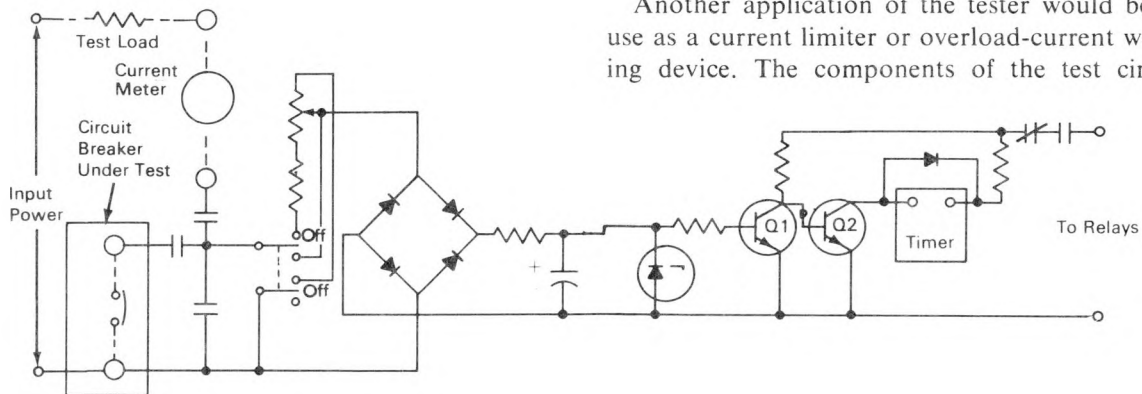 Another application of the tester would be
use as a current limiter or overload-current w
ing device. The components of the test cir
Test Load
Current
Meter
Circuit
Breaker
Under Test
Input
Power
Off
Off
+
Q1
Q2
Timer
To Relays